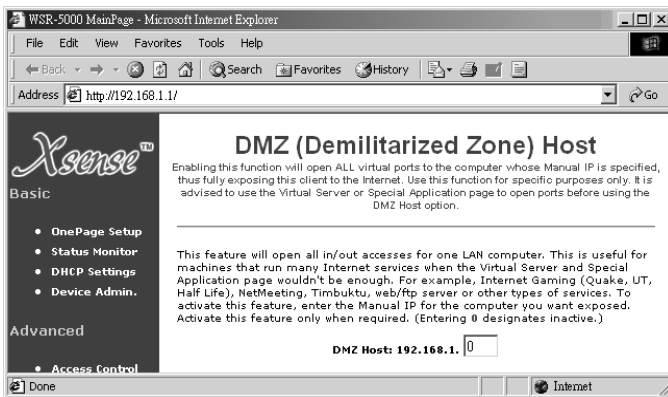 WSR-5000 MainPage - Microsoft Internet Explorer
File Edit View Favorites Tools Help
Back Search Favorites History
Address http://192.168.1.1/ Go
Xsense™
Basic
• OnePage Setup
• Status Monitor
• DHCP Settings
• Device Admin.
Advanced
• Access Control
DMZ (Demilitarized Zone) Host
Enabling this function will open ALL virtual ports to the computer whose Manual IP is specified,
thus fully exposing this client to the Internet. Use this function for specific purposes only. It is
advised to use the Virtual Server or Special Application page to open ports before using the
DMZ Host option.
This feature will open all in/out accesses for one LAN computer. This is useful for
machines that run many Internet services when the Virtual Server and Special
Application page wouldn't be enough. For example, Internet Gaming (Quake, UT,
Half Life), NetMeeting, Timbuktu, web/ftp server or other types of services. To
activate this feature, enter the Manual IP for the computer you want exposed.
Activate this feature only when required. (Entering 0 designates inactive.)
DMZ Host: 192.168.1. 0
Done Internet